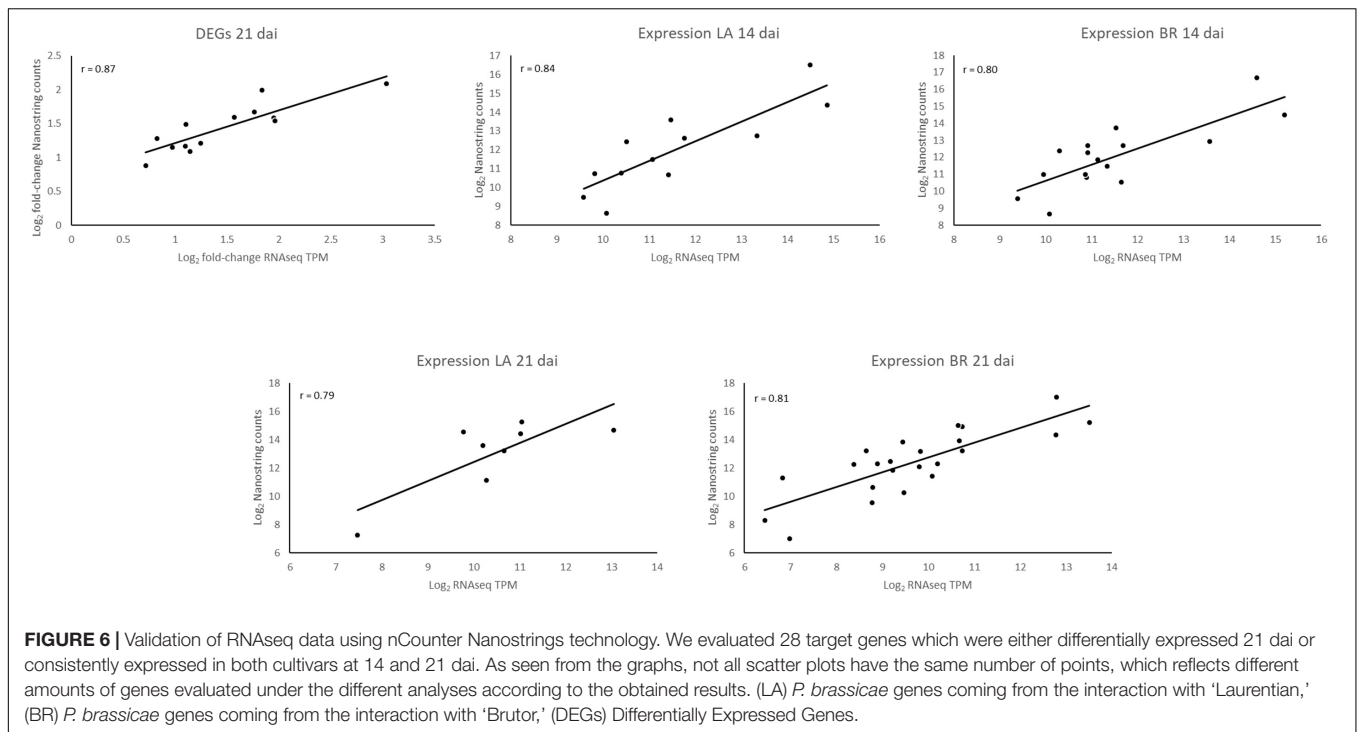 DEGs 21 dai
r = 0.87
Log₂ fold-change Nanostring counts
2.5
2
1.5
1
0.5
0
0 0.5 1 1.5 2 2.5 3 3.5
Log₂ fold-change RNAseq TPM
Expression LA 14 dai
r = 0.84
Log₂ Nanostring counts
17
16
15
14
13
12
11
10
9
8
8 9 10 11 12 13 14 15 16
Log₂ RNAseq TPM
Expression BR 14 dai
r = 0.80
Log₂ Nanostring counts
18
17
16
15
14
13
12
11
10
9
8
8 9 10 11 12 13 14 15 16
Log₂ RNAseq TPM
Expression LA 21 dai
r = 0.79
Log₂ Nanostring counts
18
16
14
12
10
8
6
6 7 8 9 10 11 12 13 14
Log₂ RNAseq TPM
Expression BR 21 dai
r = 0.81
Log₂ Nanostring counts
18
16
14
12
10
8
6
6 7 8 9 10 11 12 13 14
Log₂ RNAseq TPM
FIGURE 6 | Validation of RNAseq data using nCounter Nanostrings technology. We evaluated 28 target genes which were either differentially expressed 21 dai or
consistently expressed in both cultivars at 14 and 21 dai. As seen from the graphs, not all scatter plots have the same number of points, which reflects different
amounts of genes evaluated under the different analyses according to the obtained results. (LA) P. brassicae genes coming from the interaction with ‘Laurentian,’
(BR) P. brassicae genes coming from the interaction with ‘Brutor,’ (DEGs) Differentially Expressed Genes.